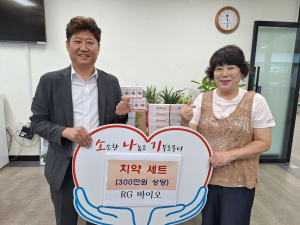 소소한 나눔은 기부로부터
치약 세트
(300만원 상당)
RG 바이오